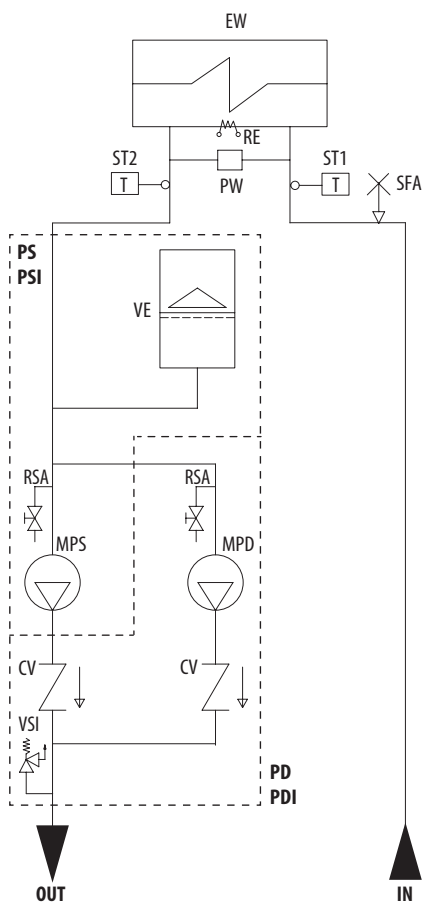 EW
RE
ST2
ST1
T
PW
T
SFA
PS
PSI
VE
RSA
RSA
MPS
MPD
CV
CV
VSI
PD
PDI
OUT
IN